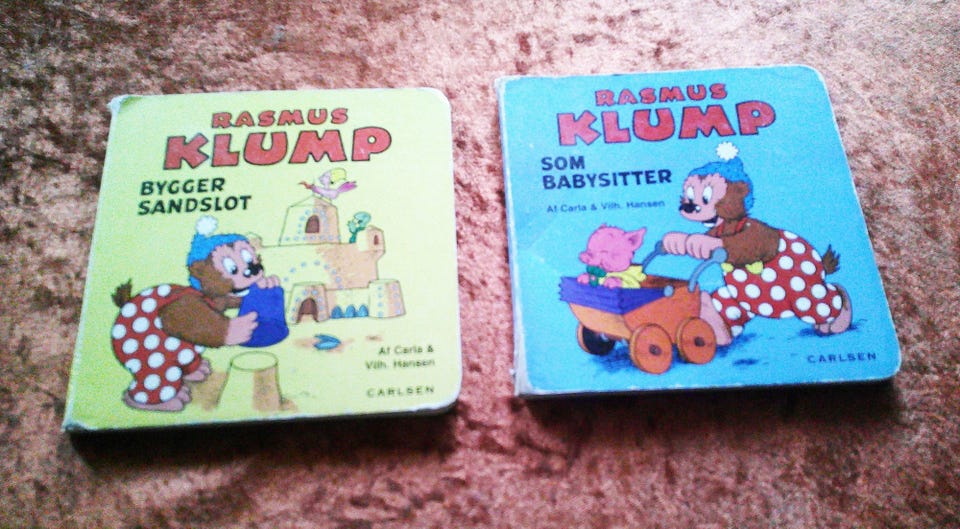 RASMUS
KLUMP
BYGGER
SANDSLOT
Af Carla &
Vilh. Hansen
CARLSEN
RASMUS
KLUMP
SOM
BABYSITTER
Af Carla & Vilh. Hansen
CARLSEN